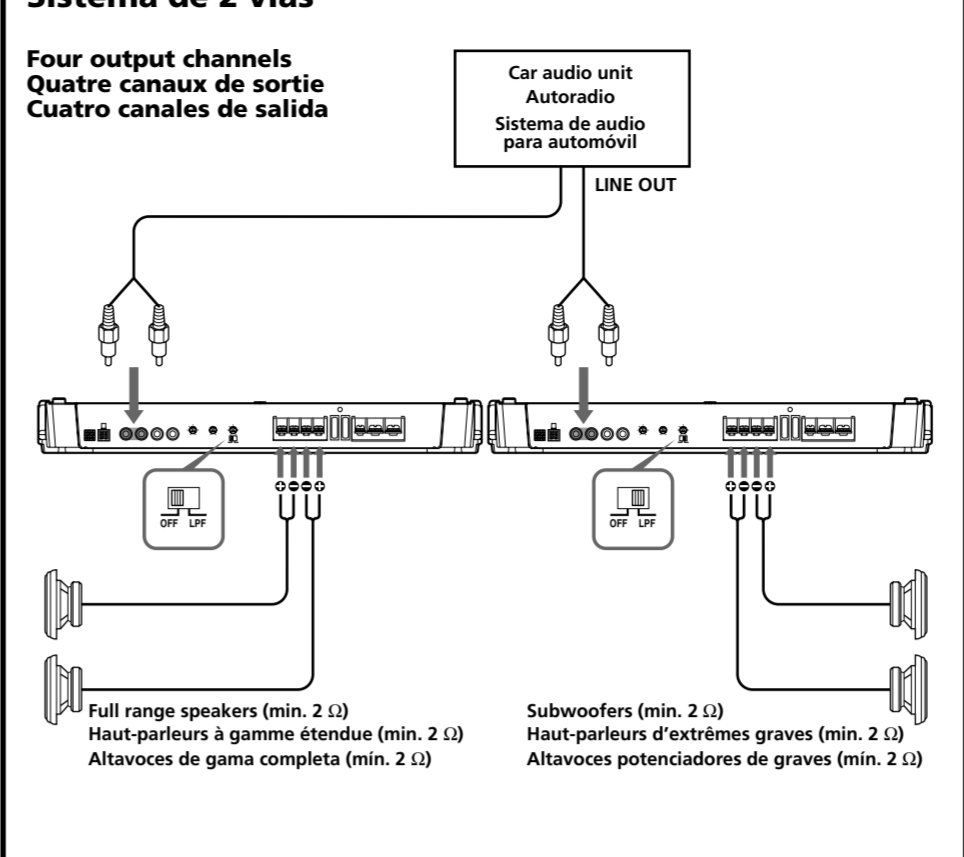 Sistema de 2 vías
Four output channels
Quatre canaux de sortie
Cuatro canales de salida
Car audio unit
Autoradio
Sistema de audio
para automóvil
LINE OUT
OFF LPF
OFF LPF
Full range speakers (min. 2 Ω)
Haut-parleurs à gamme étendue (min. 2 Ω)
Altavoces de gama completa (mín. 2 Ω)
Subwoofers (min. 2 Ω)
Haut-parleurs d’extrêmes graves (min. 2 Ω)
Altavoces potenciadores de graves (mín. 2 Ω)